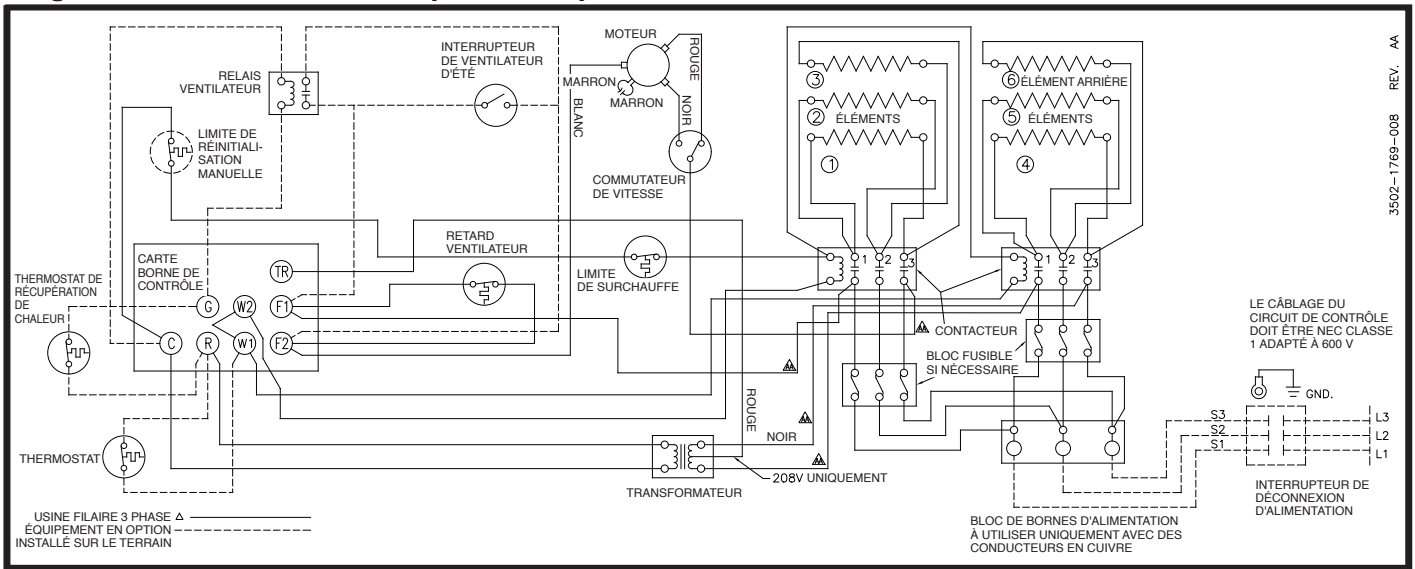 MOTEUR
ROUGE
MARRON
MARRON
NOIR
BLANC
INTERRUPTEUR
DE VENTILATEUR
D'ÉTÉ
RELAIS
VENTILATEUR
LIMITE DE
RÉINITIALI-
SATION
MANUELLE
COMMUTATEUR
DE VITESSE
3
2 ÉLÉMENTS
1
6 ÉLÉMENT ARRIÈRE
5 ÉLÉMENTS
4
3502-1769-008 REV. AA
CARTE
BORNE DE
CONTRÔLE
TR
G
W2
F1
C
R
W1
F2
THERMOSTAT DE
RÉCUPÉRATION
DE
CHALEUR
RETARD
VENTILATEUR
LIMITE
DE SURCHAUFFE
1 2 3
1 2 3
CONTACTEUR
BLOC FUSIBLE
SI NÉCESSAIRE
LE CÂBLAGE DU
CIRCUIT DE CONTRÔLE
DOIT ÊTRE NEC CLASSE
1 ADAPTÉ À 600 V
GND.
S3
S2
S1
L3
L2
L1
INTERRUPTEUR DE
DÉCONNEXION
D'ALIMENTATION
ROUGE
NOIR
208V UNIQUEMENT
TRANSFORMATEUR
THERMOSTAT
BLOC DE BORNES D'ALIMENTATION
À UTILISER UNIQUEMENT AVEC DES
CONDUCTEURS EN CUIVRE
USINE FILAIRE 3 PHASE Δ
ÉQUIPEMENT EN OPTION
INSTALLÉ SUR LE TERRAIN